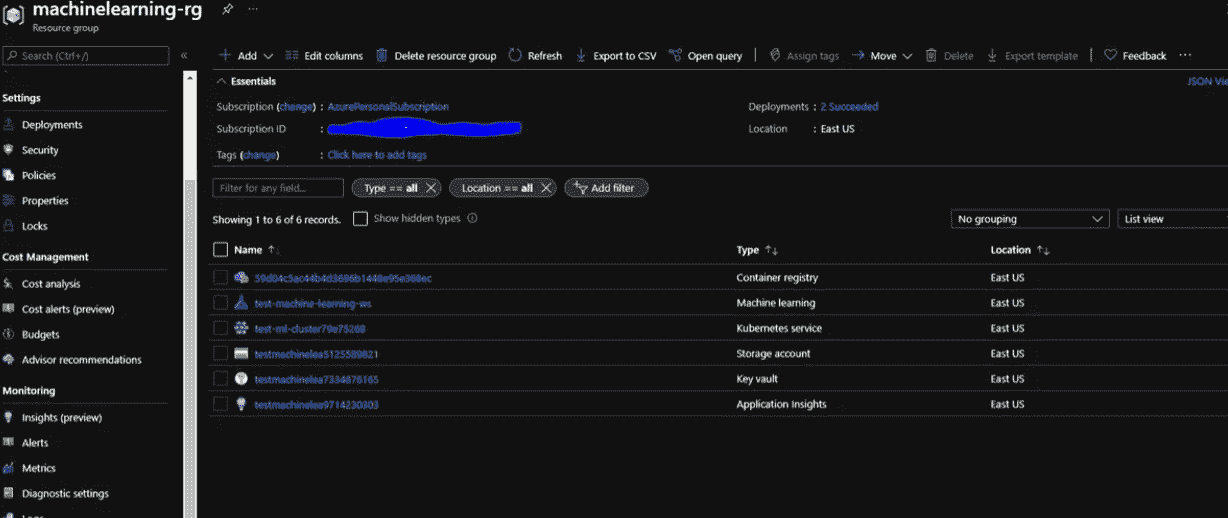 machinelearning-rg
Resource group
Search (Ctrl+/)
Add
Edit columns
Delete resource group
Refresh
Export to CSV
Open query
Assign tags
Move
Delete
Export template
Feedback
Essentials
JSON Vie
Subscription (change) : AzurePersonalSubscription
Deployments : 2 Succeeded
Subscription ID :
Location : East US
Tags (change) : Click here to add tags
Filter for any field...
Type == all
Location == all
Add filter
Showing 1 to 6 of 6 records.
Show hidden types
No grouping
List view
Name
Type
Location
Container registry
East US
test-machine-learning-ws
Machine learning
East US
test-ml-cluster79e75268
Kubernetes service
East US
testmachinelea5125589821
Storage account
East US
testmachinelea7334876165
Key vault
East US
testmachinelea9714230303
Application Insights
East US
Settings
Deployments
Security
Policies
Properties
Locks
Cost Management
Cost analysis
Cost alerts (preview)
Budgets
Advisor recommendations
Monitoring
Insights (preview)
Alerts
Metrics
Diagnostic settings
Logs